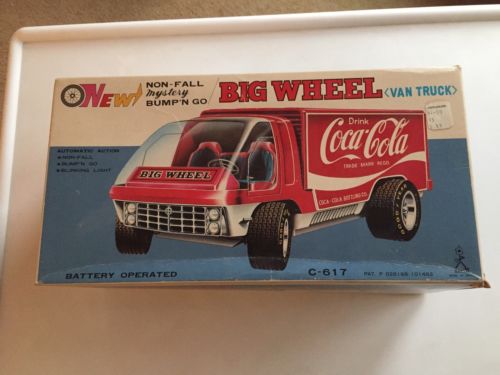 New!
NON-FALL
mystery
BUMP'N GO
BIG WHEEL
<VAN TRUCK>
AUTOMATIC ACTION
NON-FALL
BUMP'N GO
BLINKING LIGHT
BIG WHEEL
Drink
Coca-Cola
TRADE MARK REGD.
COCA-COLA BOTTLING CO.
BATTERY OPERATED
C-617